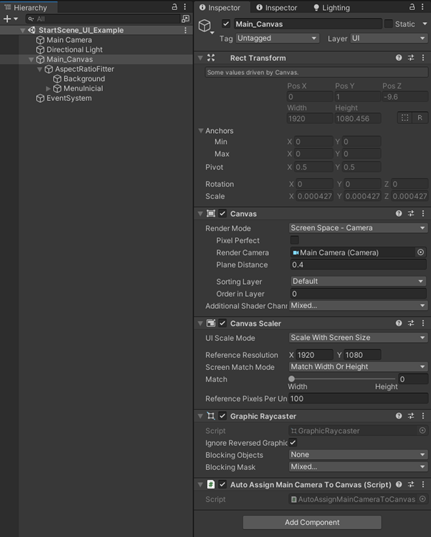 Hierarchy
All
StartScene_UI_Example
Main Camera
Directional Light
Main_Canvas
AspectRatioFitter
Background
MenuInicial
EventSystem
Inspector
Inspector
Lighting
Main_Canvas
Static
Tag Untagged Layer UI
Rect Transform
Some values driven by Canvas.
Pos X Pos Y Pos Z
0 1 -9.6
Width Height
1920 1080.456 R
Anchors
Min X 0 Y 0
Max X 0 Y 0
Pivot X 0.5 Y 0.5
Rotation X 0 Y 0 Z 0
Scale X 0.000427 Y 0.000427 Z 0.000427
Canvas
Render Mode Screen Space - Camera
Pixel Perfect
Render Camera Main Camera (Camera)
Plane Distance 0.4
Sorting Layer Default
Order in Layer 0
Additional Shader Chann Mixed...
Canvas Scaler
UI Scale Mode Scale With Screen Size
Reference Resolution X 1920 Y 1080
Screen Match Mode Match Width Or Height
Match 0
Width Height
Reference Pixels Per Un 100
Graphic Raycaster
Script GraphicRaycaster
Ignore Reversed Graphic
Blocking Objects None
Blocking Mask Mixed...
# Auto Assign Main Camera To Canvas (Script)
Script AutoAssignMainCameraToCanvas
Add Component